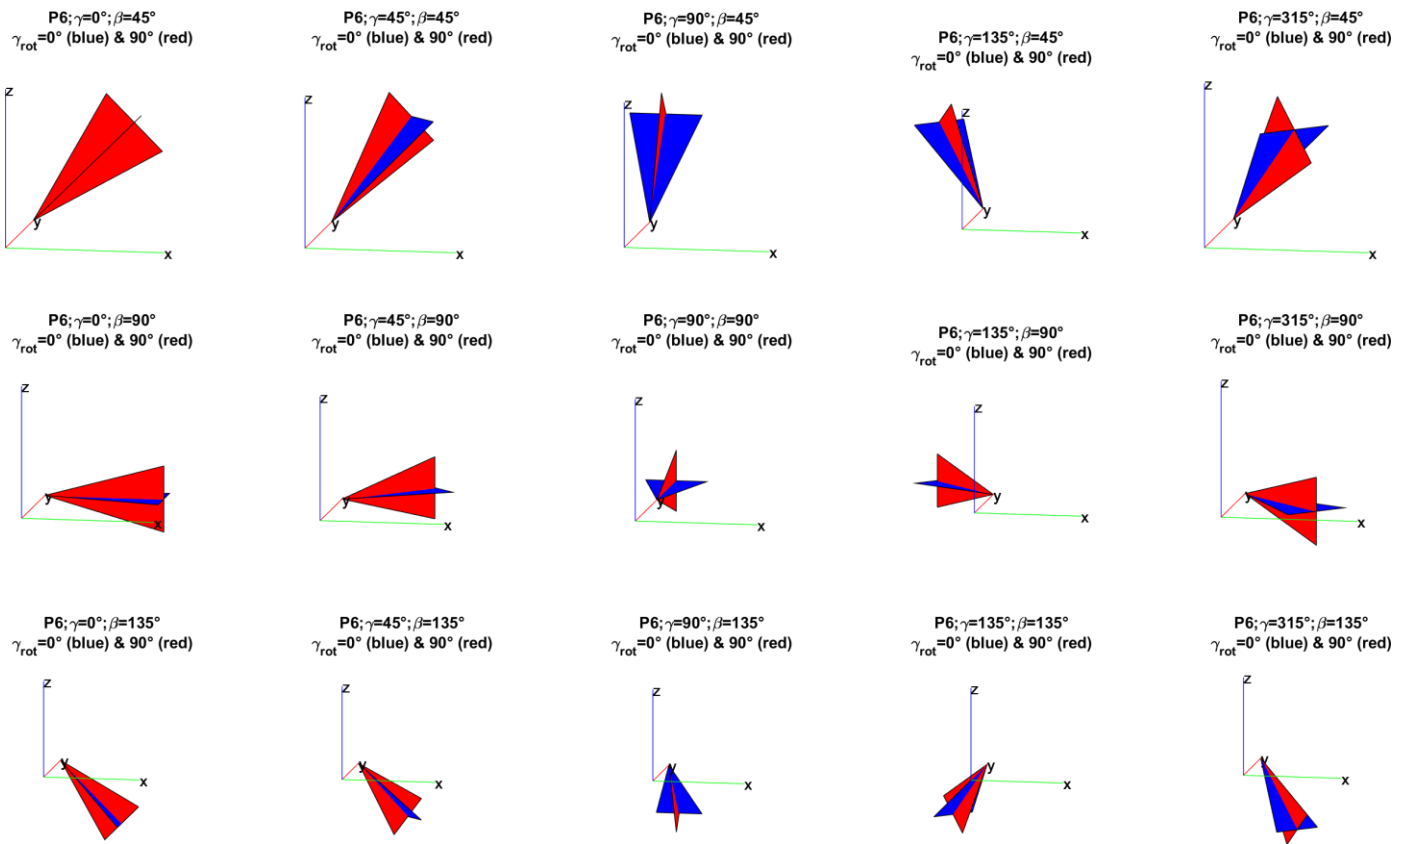 P6;γ=0°;β=45°
γrot=0° (blue) & 90° (red)
z
y
x
P6;γ=45°;β=45°
γrot=0° (blue) & 90° (red)
z
y
x
P6;γ=90°;β=45°
γrot=0° (blue) & 90° (red)
z
y
x
P6;γ=135°;β=45°
γrot=0° (blue) & 90° (red)
z
y
x
P6;γ=315°;β=45°
γrot=0° (blue) & 90° (red)
z
y
x
P6;γ=0°;β=90°
γrot=0° (blue) & 90° (red)
z
y
x
P6;γ=45°;β=90°
γrot=0° (blue) & 90° (red)
z
y
x
P6;γ=90°;β=90°
γrot=0° (blue) & 90° (red)
z
y
x
P6;γ=135°;β=90°
γrot=0° (blue) & 90° (red)
z
y
x
P6;γ=315°;β=90°
γrot=0° (blue) & 90° (red)
z
y
x
P6;γ=0°;β=135°
γrot=0° (blue) & 90° (red)
z
y
x
P6;γ=45°;β=135°
γrot=0° (blue) & 90° (red)
z
y
x
P6;γ=90°;β=135°
γrot=0° (blue) & 90° (red)
z
y
x
P6;γ=135°;β=135°
γrot=0° (blue) & 90° (red)
z
y
x
P6;γ=315°;β=135°
γrot=0° (blue) & 90° (red)
z
y
x